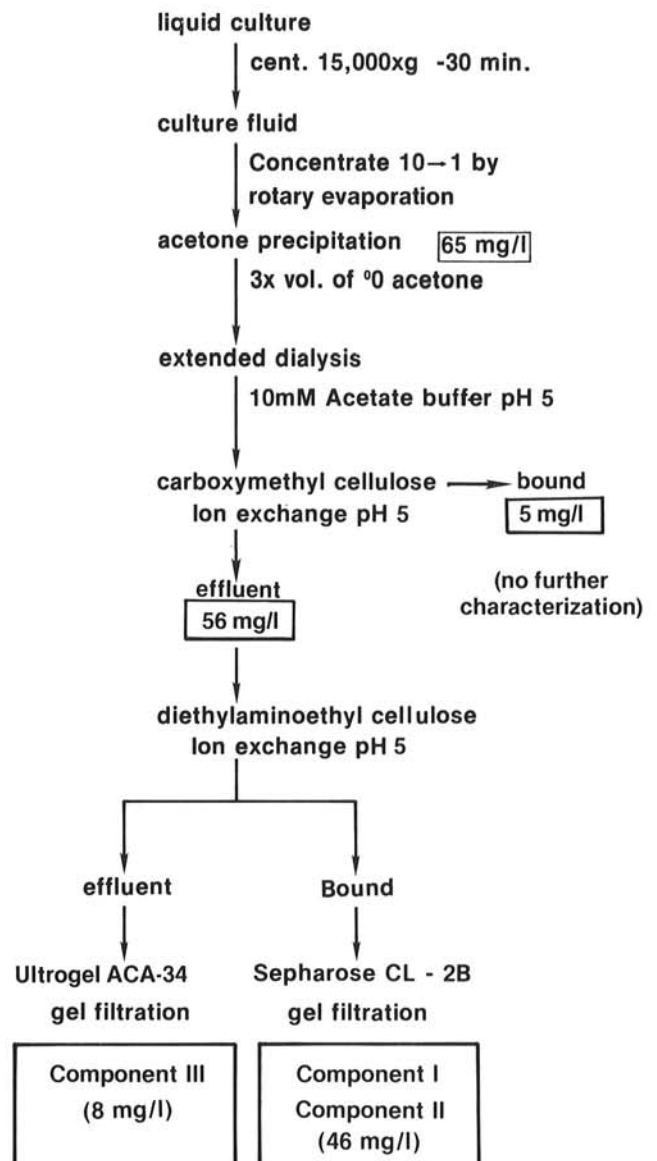 liquid culture
cent. 15,000xg -30 min.
culture fluid
Concentrate 10→1 by
rotary evaporation
acetone precipitation 65 mg/l
3x vol. of ⁰0 acetone
extended dialysis
10mM Acetate buffer pH 5
carboxymethyl cellulose → bound
Ion exchange pH 5 5 mg/l
effluent
56 mg/l
(no further
characterization)
diethylaminoethyl cellulose
Ion exchange pH 5
effluent
Bound
Ultrogel ACA-34
gel filtration
Sepharose CL - 2B
gel filtration
Component III
(8 mg/l)
Component I
Component II
(46 mg/l)